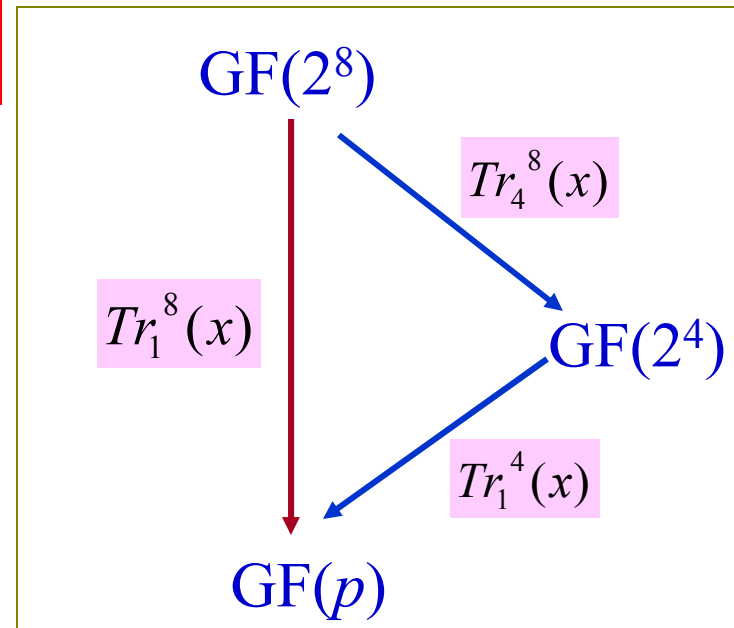 GF(2⁸)
Tr₄⁸(x)
Tr₁⁸(x)
GF(2⁴)
Tr₁⁴(x)
GF(p)